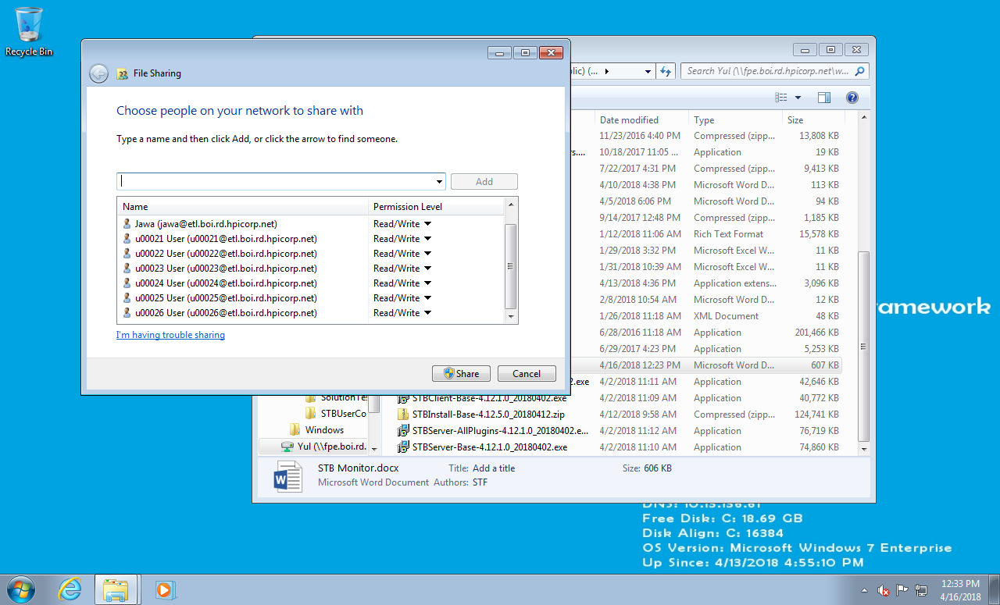 Recycle Bin
File Sharing
Choose people on your network to share with
Type a name and then click Add, or click the arrow to find someone.
Add
Name Permission Level
Jawa (jawa@etl.boi.rd.hpicorp.net) Read/Write
u00021 User (u00021@etl.boi.rd.hpicorp.net) Read/Write
u00022 User (u00022@etl.boi.rd.hpicorp.net) Read/Write
u00023 User (u00023@etl.boi.rd.hpicorp.net) Read/Write
u00024 User (u00024@etl.boi.rd.hpicorp.net) Read/Write
u00025 User (u00025@etl.boi.rd.hpicorp.net) Read/Write
u00026 User (u00026@etl.boi.rd.hpicorp.net) Read/Write
I'm having trouble sharing
Share Cancel
lic) (... Search Yul (\\fpe.boi.rd.hpicorp.net\w...
Date modified Type Size
11/23/2016 4:40 PM Compressed (zipp... 13,808 KB
rs.... 10/18/2017 11:05 ... Application 19 KB
7/22/2017 4:31 PM Compressed (zipp... 9,413 KB
4/10/2018 4:38 PM Microsoft Word D... 113 KB
4/5/2018 6:06 PM Microsoft Word D... 94 KB
9/14/2017 12:48 PM Compressed (zipp... 1,185 KB
1/12/2018 11:06 AM Rich Text Format 15,578 KB
1/29/2018 3:32 PM Microsoft Excel W... 11 KB
1/31/2018 10:39 AM Microsoft Excel W... 11 KB
4/13/2018 4:36 PM Application extens... 3,096 KB
2/8/2018 10:54 AM Microsoft Word D... 12 KB
1/26/2018 11:18 AM XML Document 48 KB
6/28/2016 11:18 AM Application 201,466 KB
6/29/2017 4:23 PM Application 5,253 KB
4/16/2018 12:23 PM Microsoft Word D... 607 KB
2.exe 4/2/2018 11:11 AM Application 42,646 KB
STBClient-Base-4.12.1.0_20180402.exe 4/2/2018 11:09 AM Application 40,772 KB
STBInstall-Base-4.12.5.0_20180412.zip 4/12/2018 9:58 AM Compressed (zipp... 124,741 KB
STBServer-AllPlugins-4.12.1.0_20180402.e... 4/2/2018 11:12 AM Application 76,719 KB
STBServer-Base-4.12.1.0_20180402.exe 4/2/2018 11:10 AM Application 74,860 KB
SolutionTe
STBUserCo
Windows
Yul (\\fpe.boi.rd.
STB Monitor.docx Title: Add a title Size: 606 KB
Microsoft Word Document Authors: STF
ramework
DNS: 10.15.156.61
Free Disk: C: 18.69 GB
Disk Align: C: 16384
OS Version: Microsoft Windows 7 Enterprise
Up Since: 4/13/2018 4:55:10 PM
12:33 PM
4/16/2018